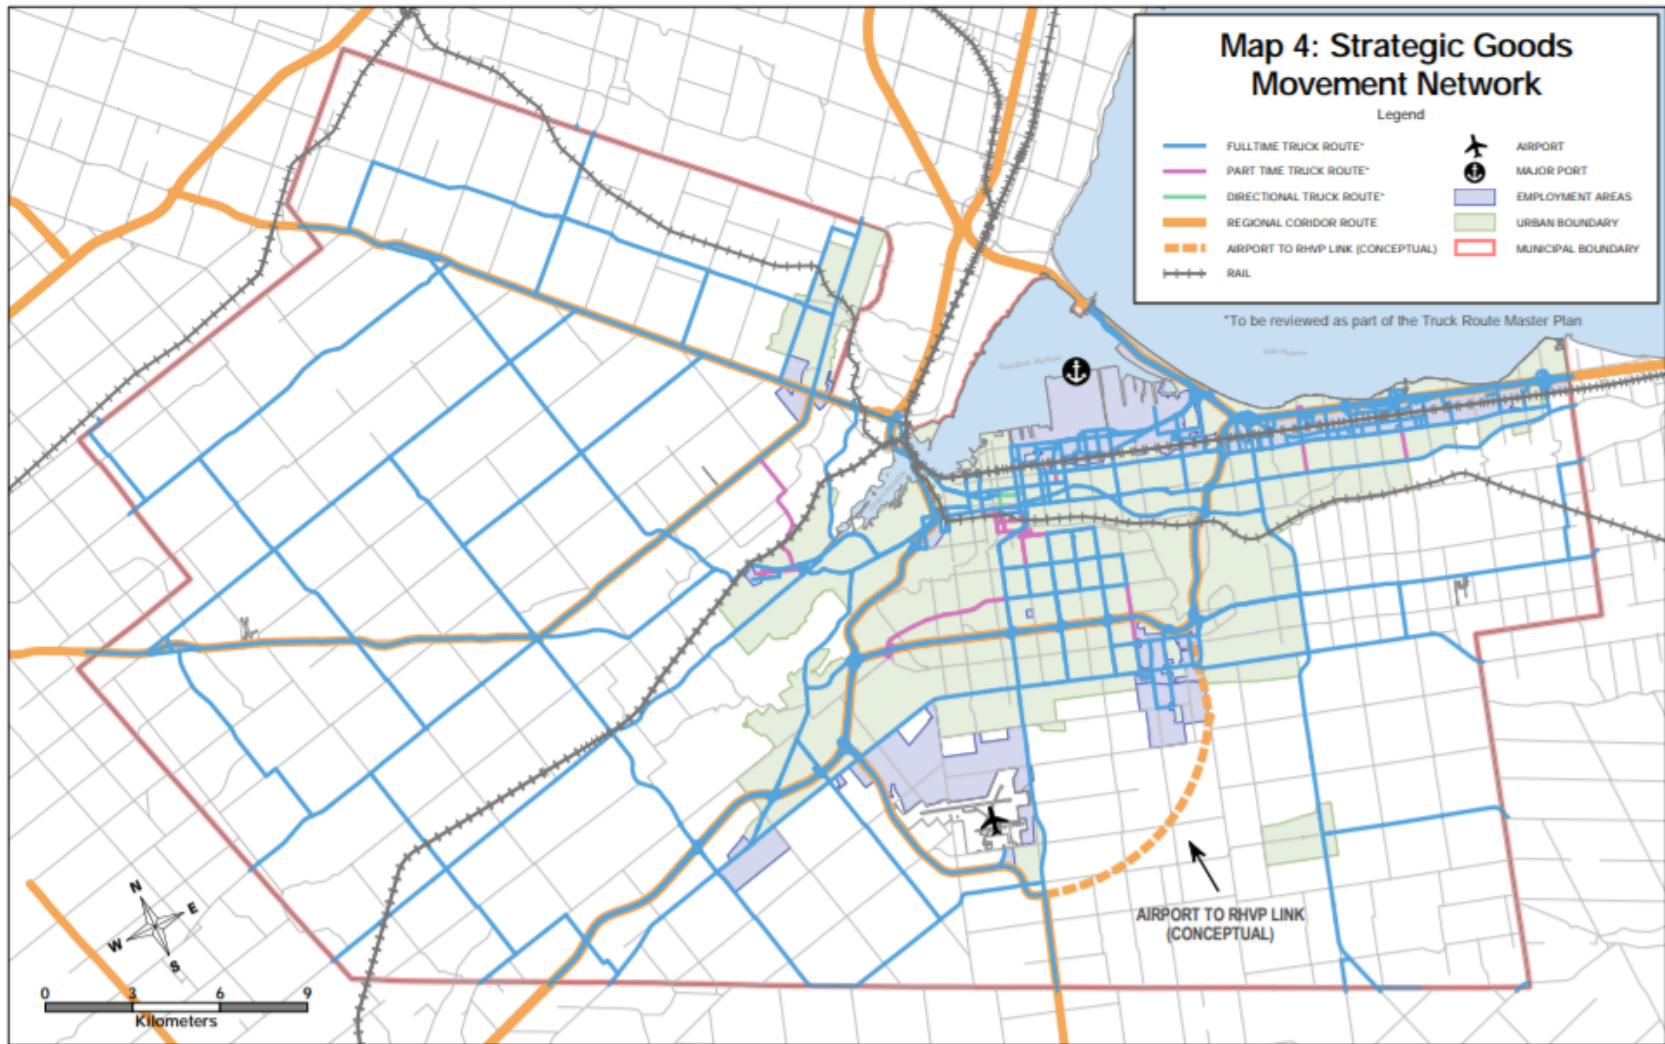 Map 4: Strategic Goods
Movement Network
Legend
FULLTIME TRUCK ROUTE*
PART TIME TRUCK ROUTE*
DIRECTIONAL TRUCK ROUTE*
REGIONAL CORIDOR ROUTE
AIRPORT TO RHVP LINK (CONCEPTUAL)
RAIL
AIRPORT
MAJOR PORT
EMPLOYMENT AREAS
URBAN BOUNDARY
MUNICIPAL BOUNDARY
*To be reviewed as part of the Truck Route Master Plan
AIRPORT TO RHVP LINK
(CONCEPTUAL)
N
E
W
S
0 3 6 9
Kilometers